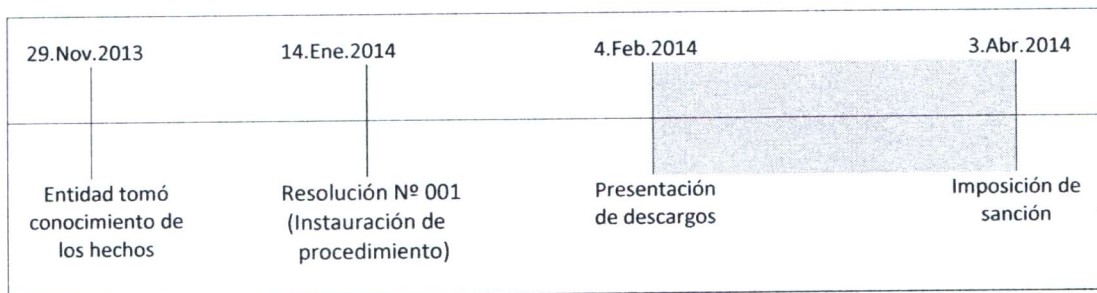 29.Nov.2013
14.Ene.2014
4.Feb.2014
3.Abr.2014
Entidad tomó
conocimiento de
los hechos
Resolución Nº 001
(Instauración de
procedimiento)
Presentación
de descargos
Imposición de
sanción